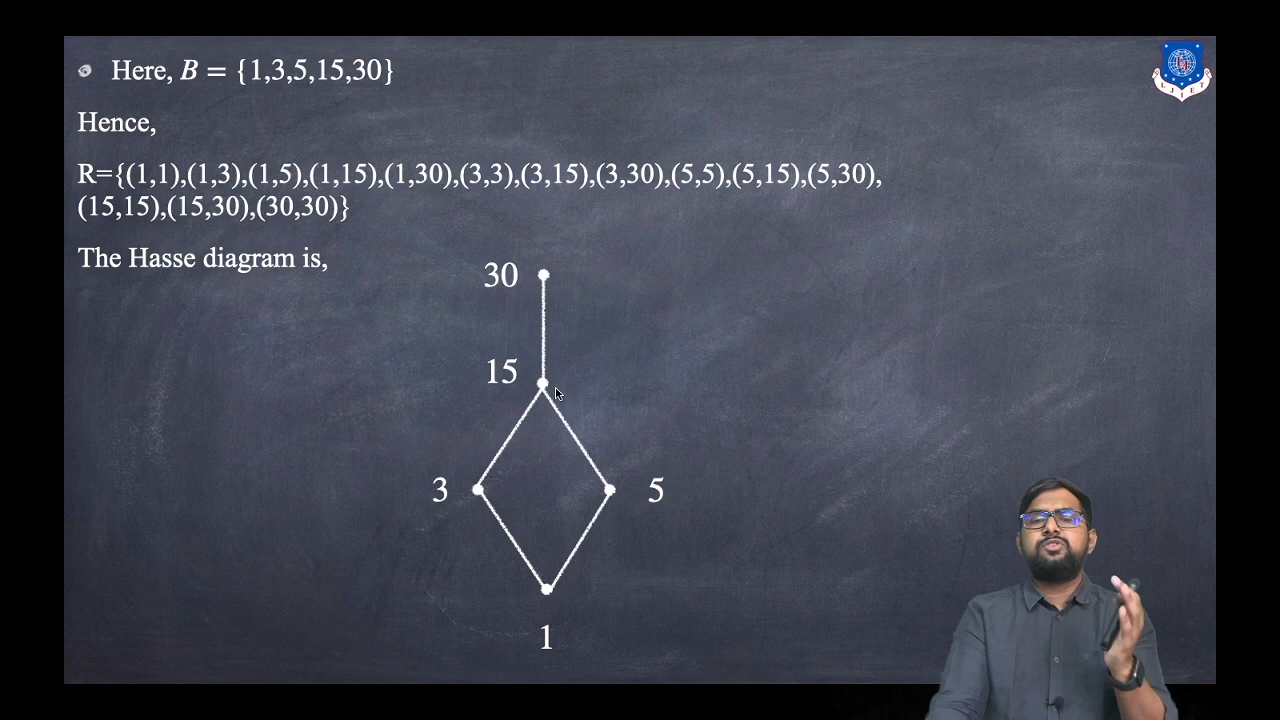 Here, B = {1,3,5,15,30}
Hence,
R={(1,1),(1,3),(1,5),(1,15),(1,30),(3,3),(3,15),(3,30),(5,5),(5,15),(5,30),
(15,15),(15,30),(30,30)}
The Hasse diagram is,
30
15
3 5
1